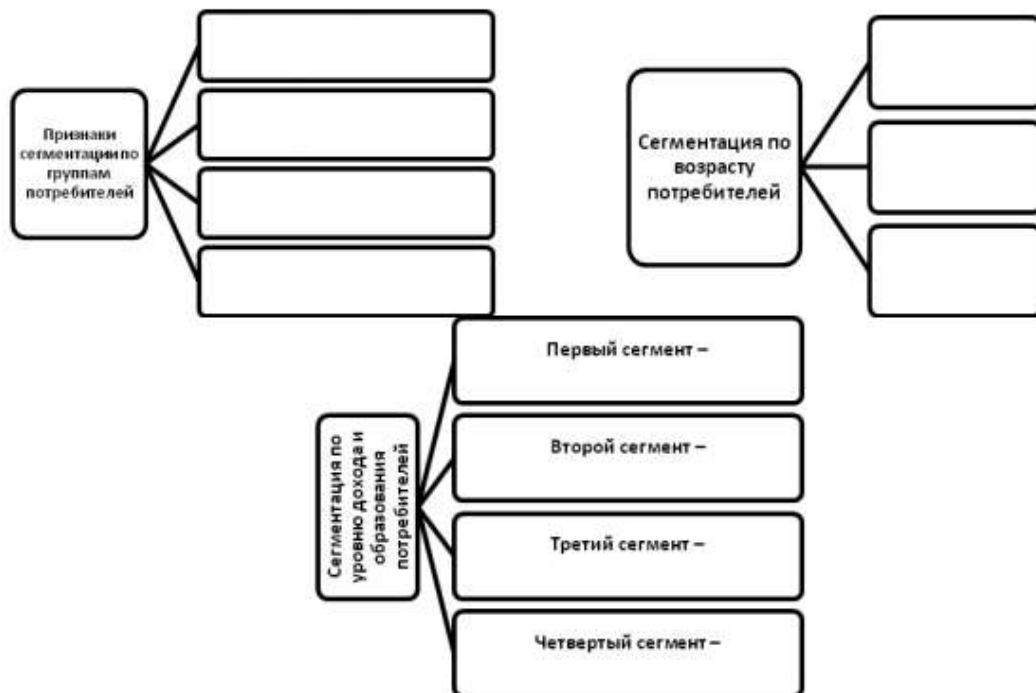 Признаки
сегментации по
группам
потребителей
Сегментация по
возрасту
потребителей
Сегментация по
уровню дохода и
образования
потребителей
Первый сегмент –
Второй сегмент –
Третий сегмент –
Четвертый сегмент –